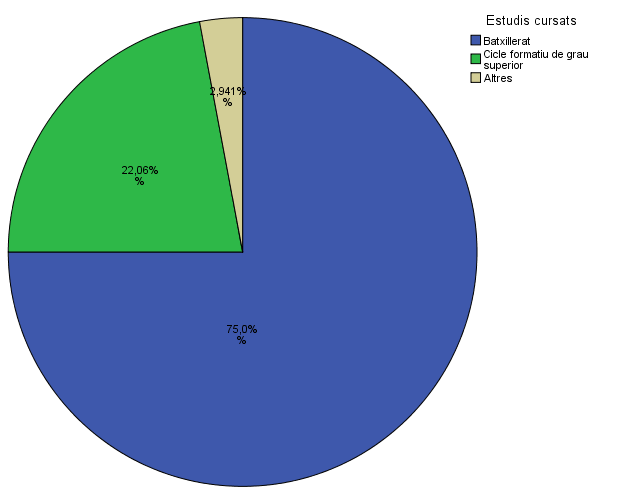 Estudis cursats
Batxillerat
Cicle formatiu de grau
superior
Altres
2,941%
%
22,06%
%
75,0%
%